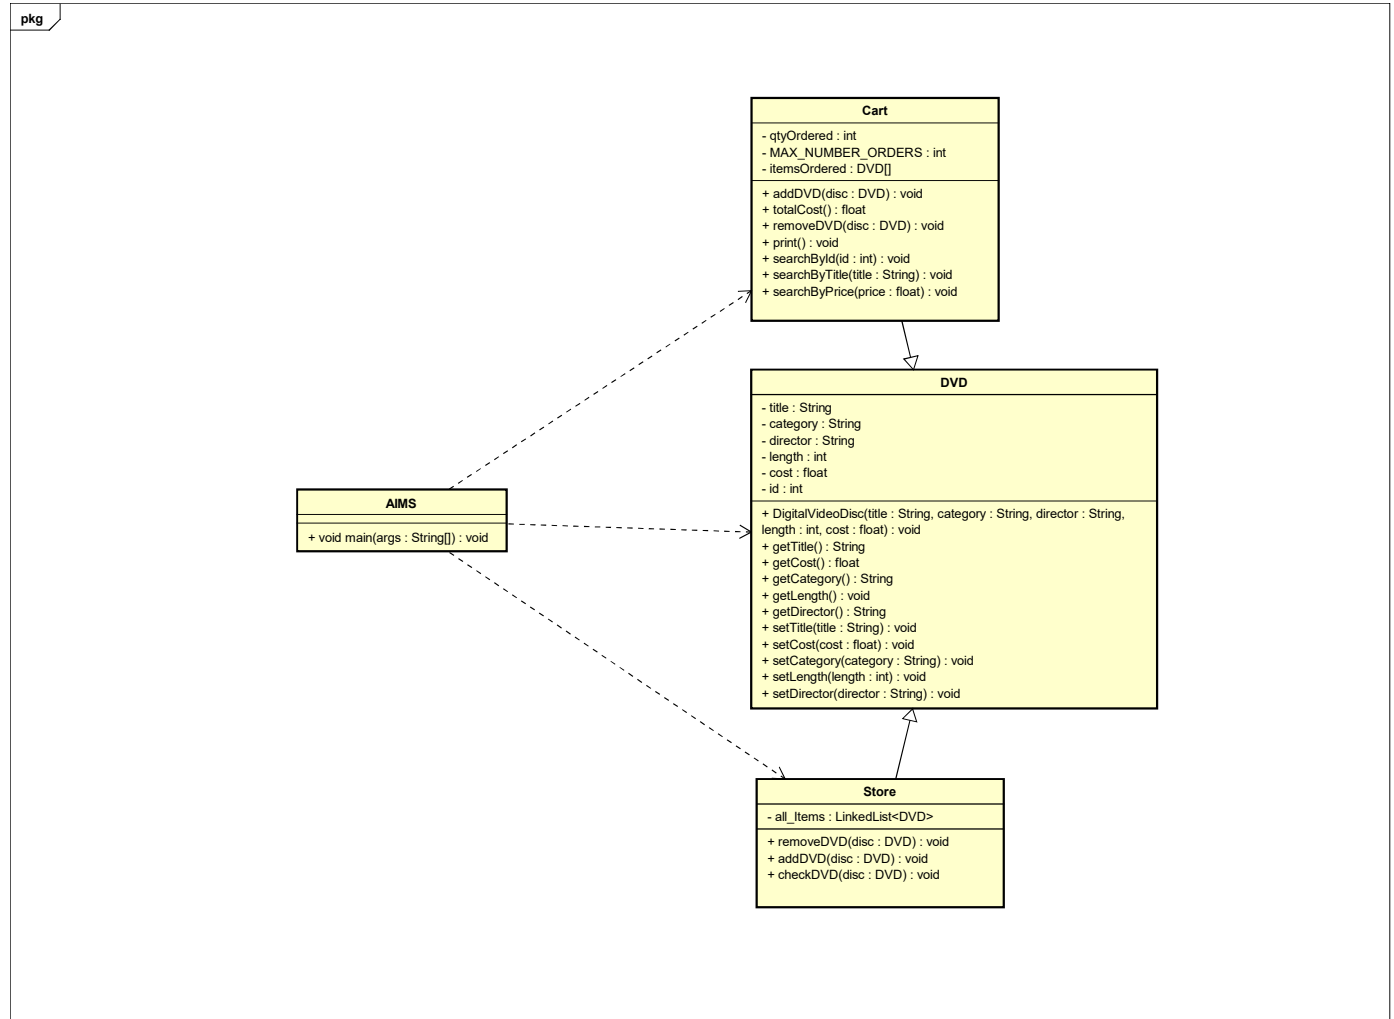 pkg
Cart
- qtyOrdered : int
- MAX_NUMBER_ORDERS : int
- itemsOrdered : DVD[]
+ addDVD(disc : DVD) : void
+ totalCost() : float
+ removeDVD(disc : DVD) : void
+ print() : void
+ searchById(id : int) : void
+ searchByTitle(title : String) : void
+ searchByPrice(price : float) : void
DVD
- title : String
- category : String
- director : String
- length : int
- cost : float
- id : int
+ DigitalVideoDisc(title : String, category : String, director : String,
length : int, cost : float) : void
+ getTitle() : String
+ getCost() : float
+ getCategory() : String
+ getLength() : void
+ getDirector() : String
+ setTitle(title : String) : void
+ setCost(cost : float) : void
+ setCategory(category : String) : void
+ setLength(length : int) : void
+ setDirector(director : String) : void
AIMS
+ void main(args : String[]) : void
Store
- all_Items : LinkedList<DVD>
+ removeDVD(disc : DVD) : void
+ addDVD(disc : DVD) : void
+ checkDVD(disc : DVD) : void